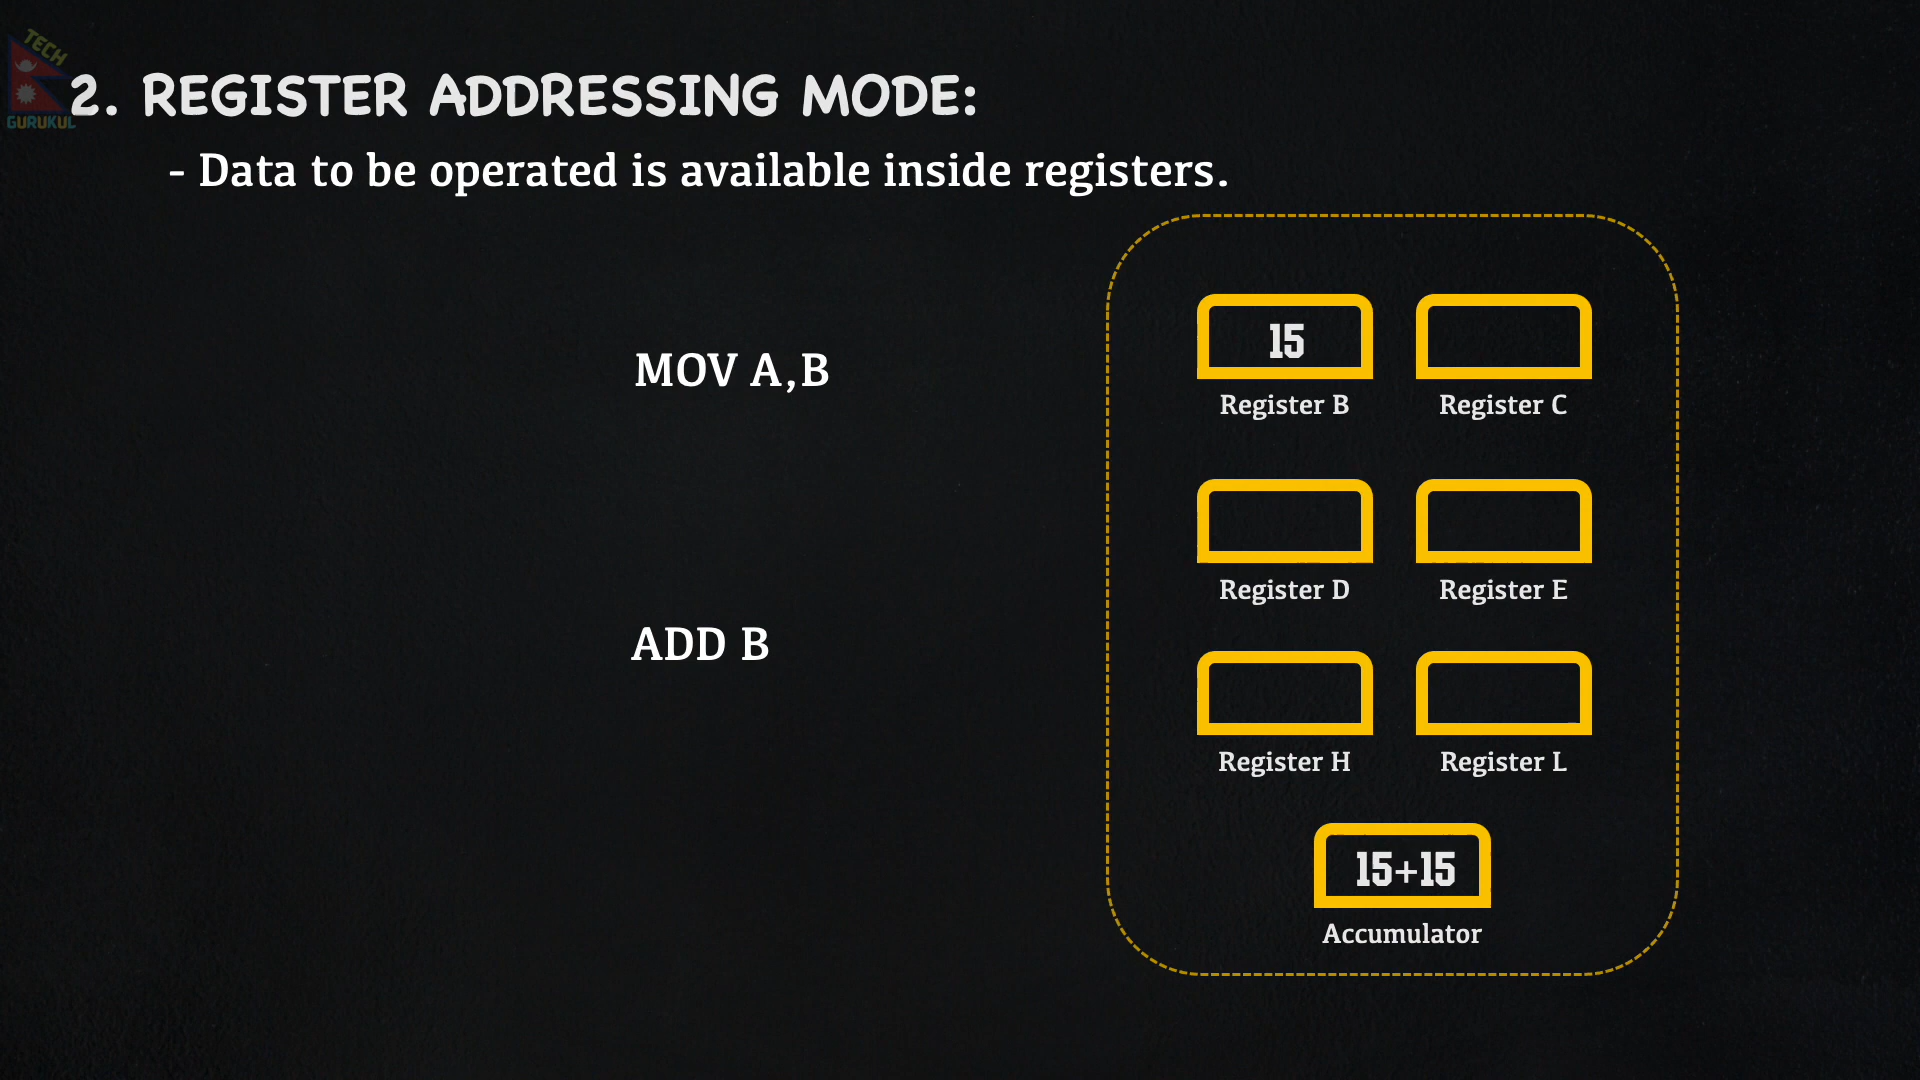 TECH
GURUKUL
2. REGISTER ADDRESSING MODE:
- Data to be operated is available inside registers.
MOV A,B
ADD B
15
Register B
Register C
Register D
Register E
Register H
Register L
15+15
Accumulator